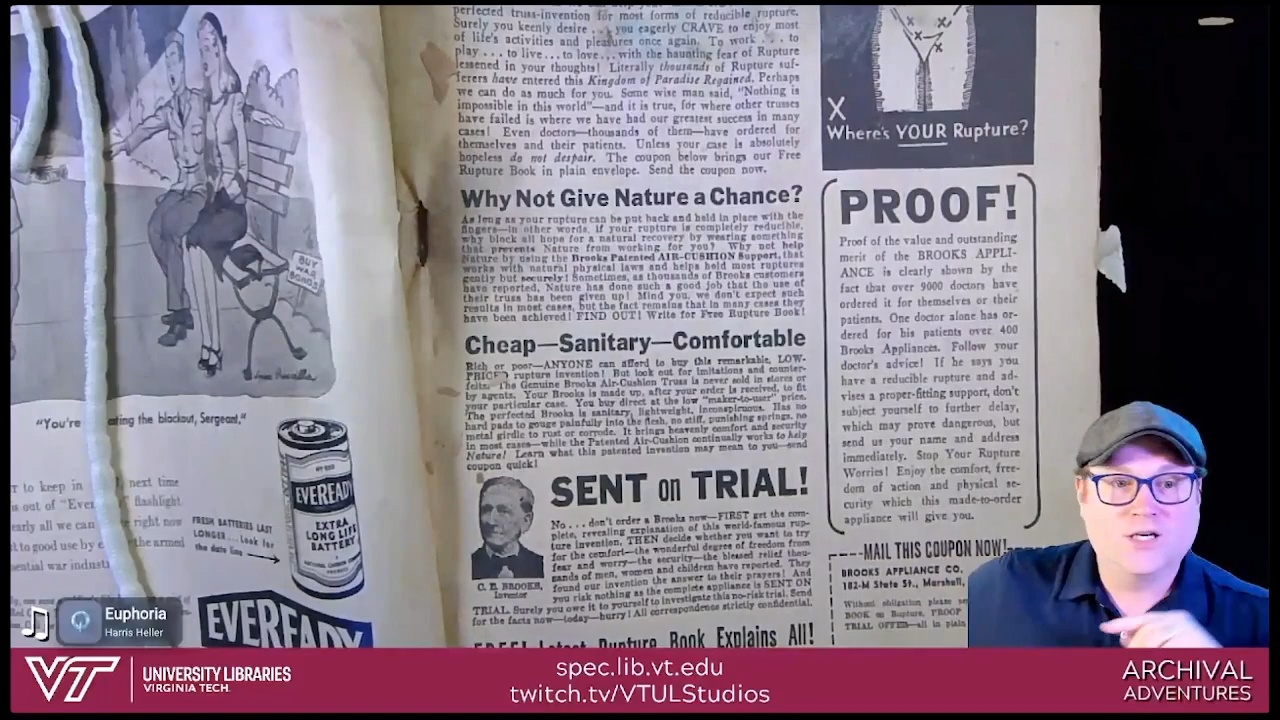 BUY
WAR
BONDS
"You're
ating the blackout, Sergeant."
r to keep in
next time
s out of "Ever
flashlight
early all we can
right now
to good use by
the armed
ential war indust
FRESH BATTERIES LAST
LONGER... Look for
the date line
EVEREADY
EXTRA
LONG LIFE
BATTERY
EVEREADY
perfected truss-invention for most forms of reducible rupture.
Surely you keenly desire . . . you eagerly CRAVE to enjoy most
of life's activities and pleasures once again. To work . . . to
play . . . to live . . . to love . . . with the haunting fear of Rupture
lessened in your thoughts! Literally thousands of Rupture suf-
ferers have entered this Kingdom of Paradise Regained. Perhaps
we can do as much for you. Some wise man said, "Nothing is
impossible in this world"—and it is true, for where other trusses
have failed is where we have had our greatest success in many
cases! Even doctors—thousands of them—have ordered for
themselves and their patients. Unless your case is absolutely
hopeless do not despair. The coupon below brings our Free
Rupture Book in plain envelope. Send the coupon now.
Why Not Give Nature a Chance?
As long as your rupture can be put back and held in place with the
fingers—in other words, if your rupture is completely reducible,
why block all hope for a natural recovery by wearing something
that prevents Nature from working for you? Why not help
Nature by using the Brooks Patented AIR-CUSHION Support, that
works with natural physical laws and helps held most ruptures
gently but securely! Sometimes, as thousands of Brooks customers
have reported, Nature has done such a good job that the use of
their truss has been given up! Mind you, we don't expect such
results in most cases, but the fact remains that in many cases they
have been achieved! FIND OUT! Write for Free Rupture Book!
Cheap—Sanitary—Comfortable
Rich or poor—ANYONE can afford to buy this remarkable, LOW-
PRICED rupture invention! But look out for imitations and counter-
feits. The Genuine Brooks Air-Cushion Truss is never sold in stores or
by agents. Your Brooks is made up, after your order is received, to fit
your particular case. You buy direct at the low "maker-to-user" price.
The perfected Brooks is sanitary, lightweight, inconspicuous. Has no
hard pads to gouge painfully into the flesh, no stiff, punishing springs, no
metal girdle to rust or corrode. It brings heavenly comfort and security
in most cases—while the Patented Air-Cushion continually works to help
Nature! Learn what this patented invention may mean to you—send
coupon quick!
SENT on TRIAL!
No . . . don't order a Brooks now—FIRST get the com-
plete, revealing explanation of this world-famous rup-
ture invention. THEN decide whether you want to try
for the comfort—the wonderful degree of freedom from
fear and worry—the security—the blessed relief thou-
sands of men, women and children have reported. They
found our invention the answer to their prayers! And
you risk nothing as the complete appliance is SENT ON
TRIAL. Surely you owe it to yourself to investigate this no-risk trial. Send
for the facts now—today—hurry! All correspondence strictly confidential.
C. E. BROOKS,
Inventor
FREE! Latest Rupture Book Explains All!
X
Where's YOUR Rupture?
PROOF!
Proof of the value and outstanding
merit of the BROOKS APPLI-
ANCE is clearly shown by the
fact that over 9000 doctors have
ordered it for themselves or their
patients. One doctor alone has or-
dered for his patients over 400
Brooks Appliances. Follow your
doctor's advice! If he says you
have a reducible rupture and ad-
vises a proper-fitting support, don't
subject yourself to further delay,
which may prove dangerous, but
send us your name and address
immediately. Stop Your Rupture
Worries! Enjoy the comfort, free-
dom of action and physical se-
curity which this made-to-order
appliance will give you.
MAIL THIS COUPON NOW!
BROOKS APPLIANCE CO.
182-M State St., Marshall,
Without obligation please se
BOOK on Rupture, PROOF
TRIAL OFFER—all in plain
Euphoria
Harris Heller
VT
UNIVERSITY LIBRARIES
VIRGINIA TECH.
spec.lib.vt.edu
twitch.tv/VTULStudios
ARCHIVAL
ADVENTURES